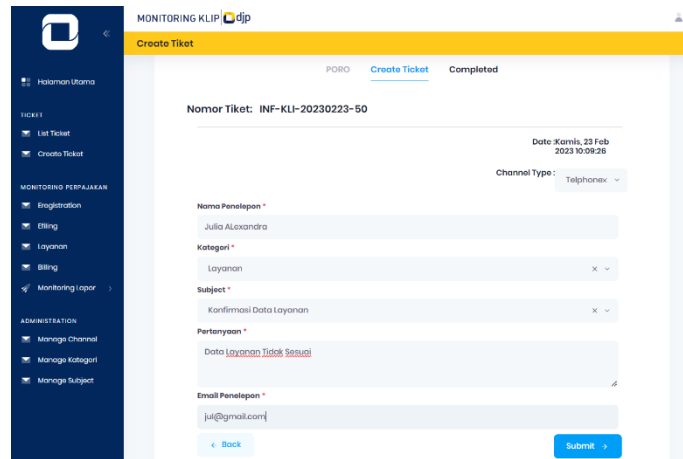 MONITORING KLIP djp
Create Tiket
Halaman Utama
TICKET
List Ticket
Create Ticket
MONITORING PERPAJAKAN
Eregistration
Efiling
Layanan
Billing
Monitoring Lapor
ADMINISTRATION
Manage Channel
Manage Kategori
Manage Subject
PORO Create Ticket Completed
Nomor Tiket: INF-KLI-20230223-50
Date :Kamis, 23 Feb
2023 10:09:26
Channel Type : Telphonex
Nama Penelepon *
Julia ALexandra
Kategori *
Layanan
Subject *
Konfirmasi Data Layanan
Pertanyaan *
Data Layanan Tidak Sesuai
Email Penelepon *
jul@gmail.com
← Back
Submit →